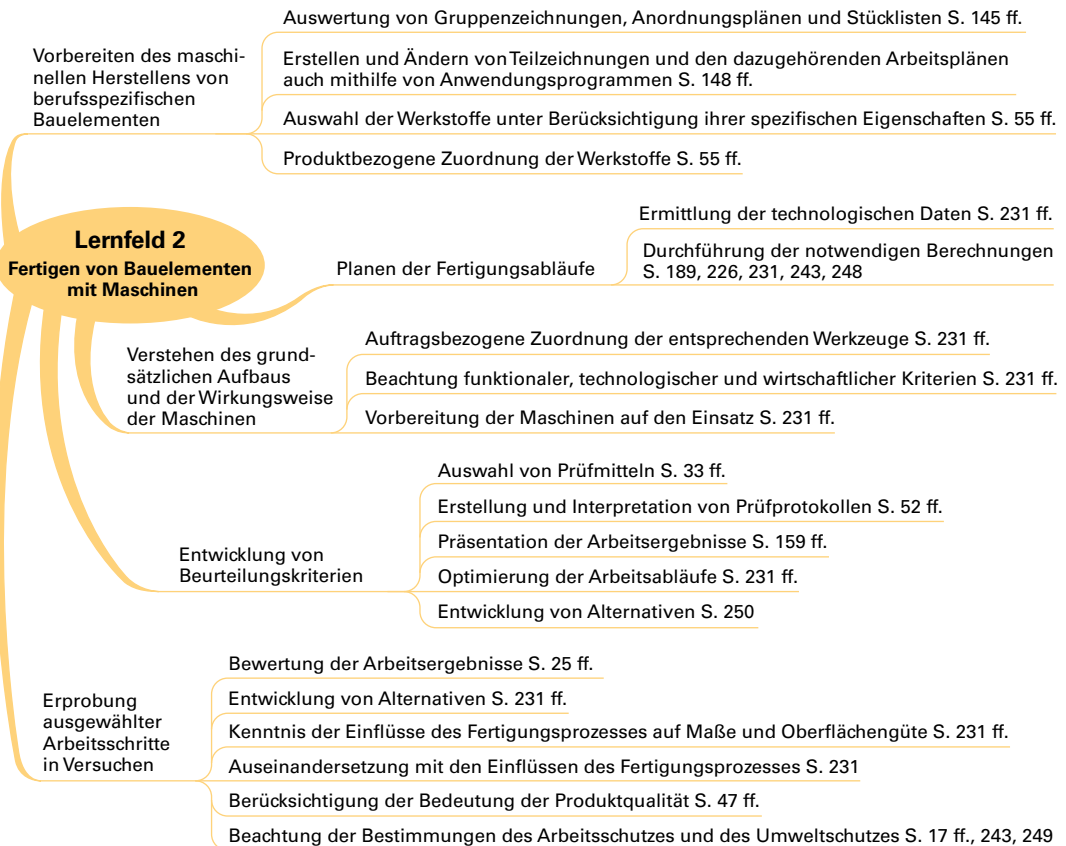 Vorbereiten des maschi-
nellen Herstellens von
berufsspezifischen
Bauelementen
Auswertung von Gruppenzeichnungen, Anordnungsplänen und Stücklisten S. 145 ff.
Erstellen und Ändern von Teilzeichnungen und den dazugehörenden Arbeitsplänen
auch mithilfe von Anwendungsprogrammen S. 148 ff.
Auswahl der Werkstoffe unter Berücksichtigung ihrer spezifischen Eigenschaften S. 55 ff.
Produktbezogene Zuordnung der Werkstoffe S. 55 ff.
Lernfeld 2
Fertigen von Bauelementen
mit Maschinen
Planen der Fertigungsabläufe
Ermittlung der technologischen Daten S. 231 ff.
Durchführung der notwendigen Berechnungen
S. 189, 226, 231, 243, 248
Verstehen des grund-
sätzlichen Aufbaus
und der Wirkungsweise
der Maschinen
Auftragsbezogene Zuordnung der entsprechenden Werkzeuge S. 231 ff.
Beachtung funktionaler, technologischer und wirtschaftlicher Kriterien S. 231 ff.
Vorbereitung der Maschinen auf den Einsatz S. 231 ff.
Entwicklung von
Beurteilungskriterien
Auswahl von Prüfmitteln S. 33 ff.
Erstellung und Interpretation von Prüfprotokollen S. 52 ff.
Präsentation der Arbeitsergebnisse S. 159 ff.
Optimierung der Arbeitsabläufe S. 231 ff.
Entwicklung von Alternativen S. 250
Erprobung
ausgewählter
Arbeitsschritte
in Versuchen
Bewertung der Arbeitsergebnisse S. 25 ff.
Entwicklung von Alternativen S. 231 ff.
Kenntnis der Einflüsse des Fertigungsprozesses auf Maße und Oberflächengüte S. 231 ff.
Auseinandersetzung mit den Einflüssen des Fertigungsprozesses S. 231
Berücksichtigung der Bedeutung der Produktqualität S. 47 ff.
Beachtung der Bestimmungen des Arbeitsschutzes und des Umweltschutzes S. 17 ff., 243, 249